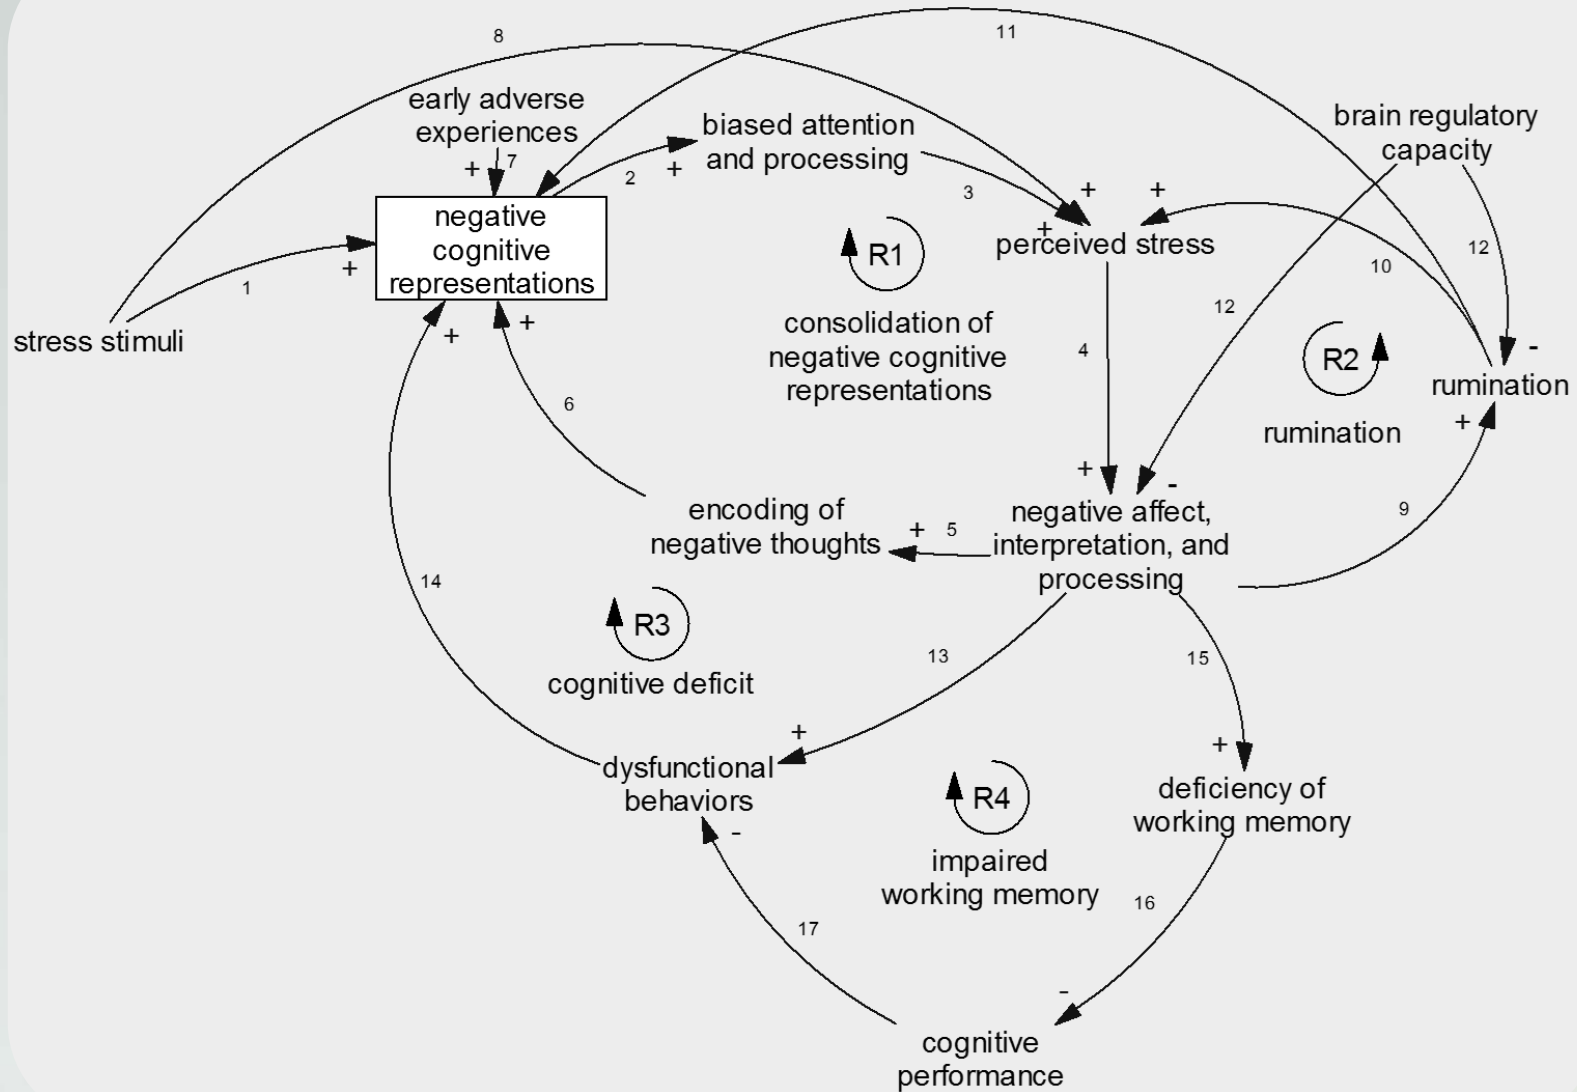 8
11
early adverse
experiences
+
7
2
+
biased attention
and processing
3
+
+
+
brain regulatory
capacity
negative
cognitive
representations
1
+
stress stimuli
R1
perceived stress
10
12
12
consolidation of
negative cognitive
representations
4
R2
-
rumination
+
rumination
+
+
6
+
-
encoding of
negative thoughts
+
5
negative affect,
interpretation, and
processing
9
14
R3
cognitive deficit
13
15
+
+
dysfunctional
behaviors
-
R4
impaired
working memory
deficiency of
working memory
17
16
-
cognitive
performance